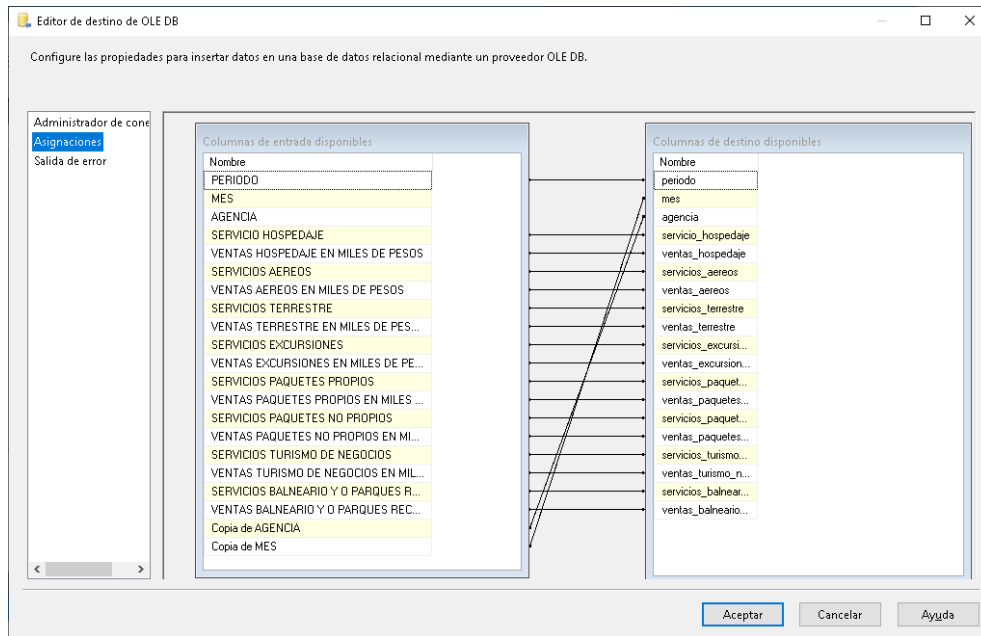 Editor de destino de OLE DB
Configure las propiedades para insertar datos en una base de datos relacional mediante un proveedor OLE DB.
Administrador de cone
Asignaciones
Salida de error
Columnas de entrada disponibles
Nombre
PERIODO
MES
AGENCIA
SERVICIO HOSPEDAJE
VENTAS HOSPEDAJE EN MILES DE PESOS
SERVICIOS AEREOS
VENTAS AEREOS EN MILES DE PESOS
SERVICIOS TERRESTRE
VENTAS TERRESTRE EN MILES DE PES...
SERVICIOS EXCURSIONES
VENTAS EXCURSIONES EN MILES DE PE...
SERVICIOS PAQUETES PROPIOS
VENTAS PAQUETES PROPIOS EN MILES ...
SERVICIOS PAQUETES NO PROPIOS
VENTAS PAQUETES NO PROPIOS EN MI...
SERVICIOS TURISMO DE NEGOCIOS
VENTAS TURISMO DE NEGOCIOS EN MIL...
SERVICIOS BALNEARIO Y O PARQUES R...
VENTAS BALNEARIO Y O PARQUES REC...
Copia de AGENCIA
Copia de MES
Columnas de destino disponibles
Nombre
periodo
mes
agencia
servicio_hospedaje
ventas_hospedaje
servicios_aereos
ventas_aereos
servicios_terrestre
ventas_terrestre
servicios_excursi...
ventas_excursion...
servicios_paquet...
ventas_paquetes...
servicios_paquet...
ventas_paquetes...
servicios_turismo...
ventas_turismo_n...
servicios_balnear...
ventas_balneario...
Aceptar
Cancelar
Ayuda